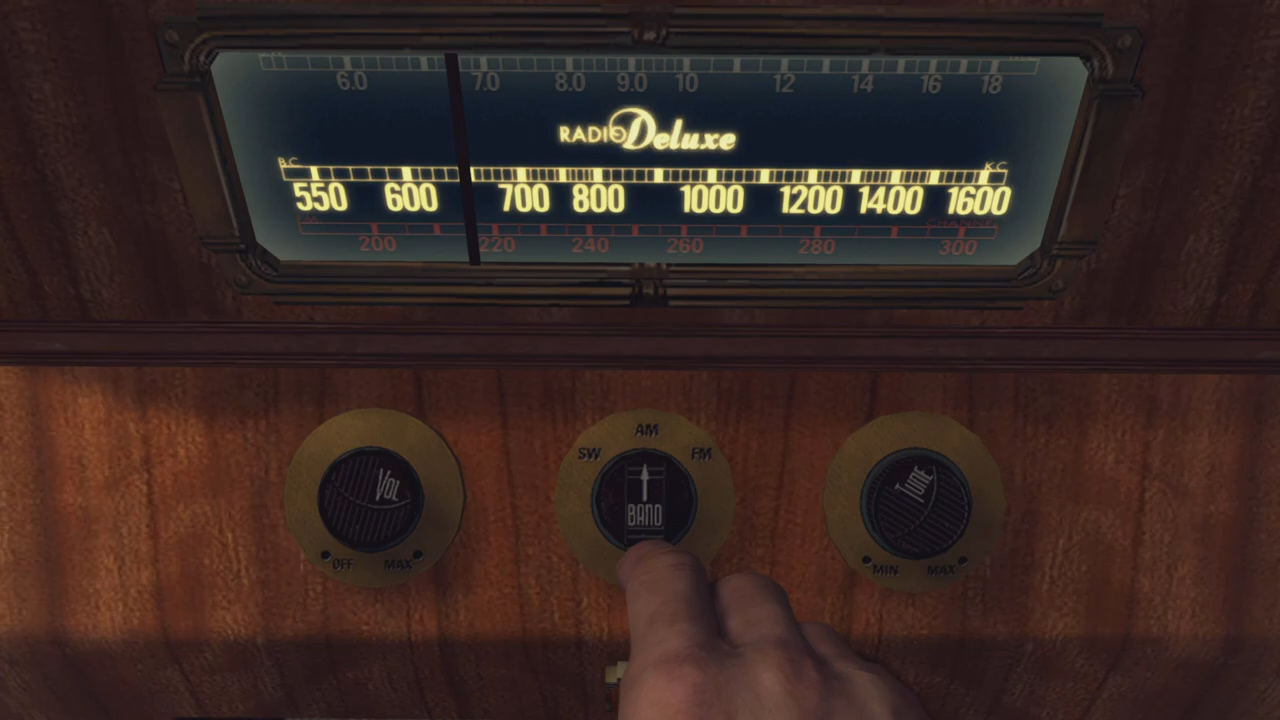 6.0 7.0 8.0 9.0 10 12 14 16 18
RADIO Deluxe
B.C. K.C.
550 600 700 800 1000 1200 1400 1600
CHANNEL
200 220 240 260 280 300
VOL
OFF MAX
SW AM FM
BAND
TUNE
MIN MAX